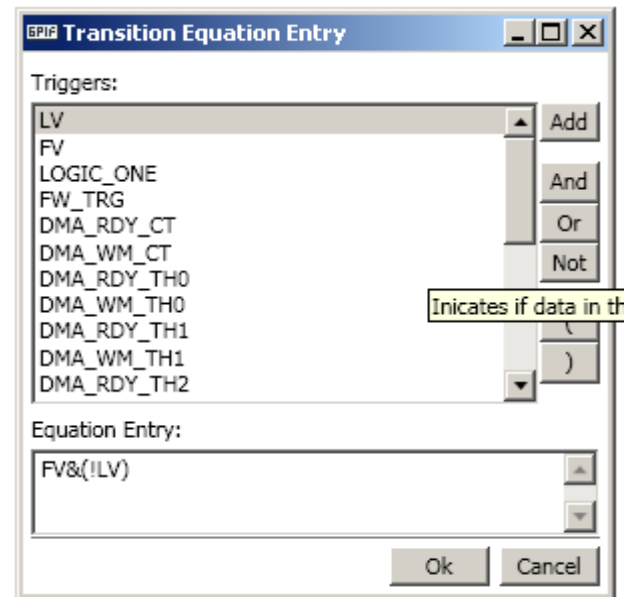 GPIF Transition Equation Entry
Triggers:
LV
FV
LOGIC_ONE
FW_TRG
DMA_RDY_CT
DMA_WM_CT
DMA_RDY_TH0
DMA_WM_TH0
DMA_RDY_TH1
DMA_WM_TH1
DMA_RDY_TH2
Add
And
Or
Not
Inicates if data in th
(
)
Equation Entry:
FV&(!LV)
Ok Cancel